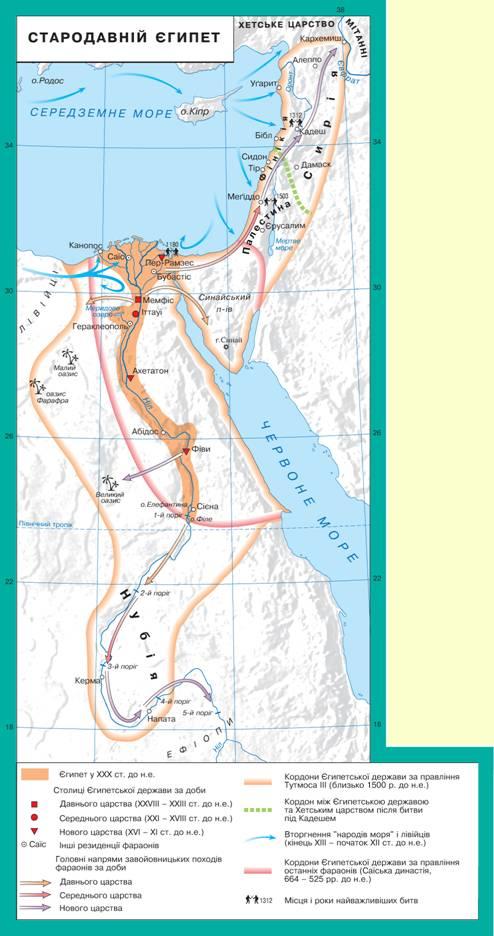 38
ХЕТСЬКЕ ЦАРСТВО
МІТАННІ
СТАРОДАВНІЙ ЄГИПЕТ
Кархемиш
Алеппо
Євфрат
о.Родос
Угарит
Оронт
СЕРЕДЗЕМНЕ МОРЕ
о.Кіпр
1312
Кадеш
Сирія
Бібл
34
34
Фінікія
Сидон
Тір
Дамаск
Мегіддо
1503
Палестина
Єрусалим
Мертве
море
Канопос
1180
Саїс
Пер-Рамзес
Бубастіс
ЛІВІЙЦІ
30
30
Мемфіс
Синайський
п-ів
Меридове
озеро
Іттауї
Гераклеополь
г.Синай
Малий
оазис
Ахетатон
оазис
Фарафра
Ніл
ЧЕРВОНЕ МОРЕ
26
26
Абідос
Фіви
Великий
оазис
о.Елефантина
Сієна
1-й поріг
о.Філе
Північний тропік
22
22
Нубія
2-й поріг
3-й поріг
Керма
4-й поріг
5-й поріг
Напата
18
18
ЕФІОПИ
Ніл
Єгипет у XXX ст. до н.е.
Столиці Єгипетської держави за доби
Давнього царства (XXVIII – XXIII ст. до н.е.)
Середнього царства (XXI – XVIII ст. до н.е.)
Нового царства (XVI – XI ст. до н.е.)
Саїс Інші резиденції фараонів
Головні напрями завойовницьких походів
фараонів за доби
Давнього царства
Середнього царства
Нового царства
Кордони Єгипетської держави за правління
Тутмоса III (близько 1500 р. до н.е.)
Кордон між Єгипетською державою
та Хетським царством після битви
під Кадешем
Вторгнення "народів моря" і лівійців
(кінець XIII – початок XII ст. до н.е.)
Кордони Єгипетської держави за правління
останніх фараонів (Саїська династія,
664 – 525 рр. до н.е.)
1312 Місця і роки найважливіших битв